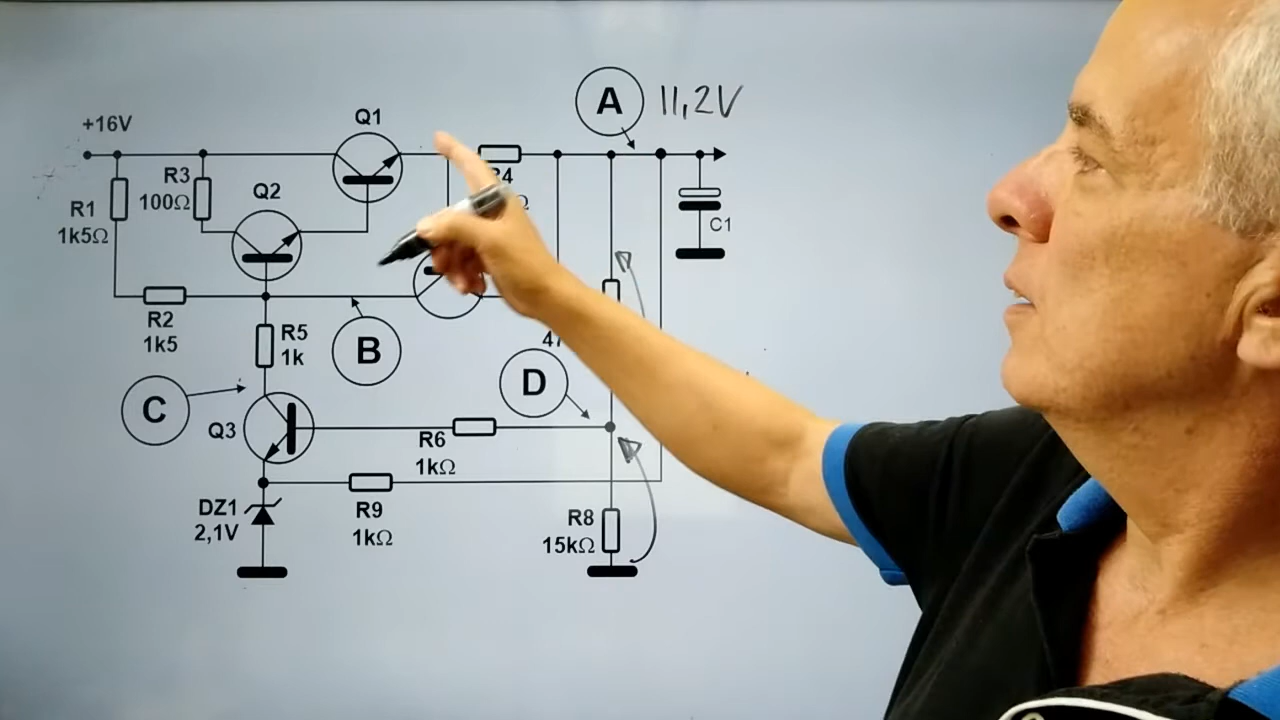 A
11,2V
+16V
Q1
R3
100Ω
Q2
R1
1k5Ω
C1
R2
1k5
R5
1k
B
D
C
Q3
R6
1kΩ
DZ1
2,1V
R9
1kΩ
R8
15kΩ